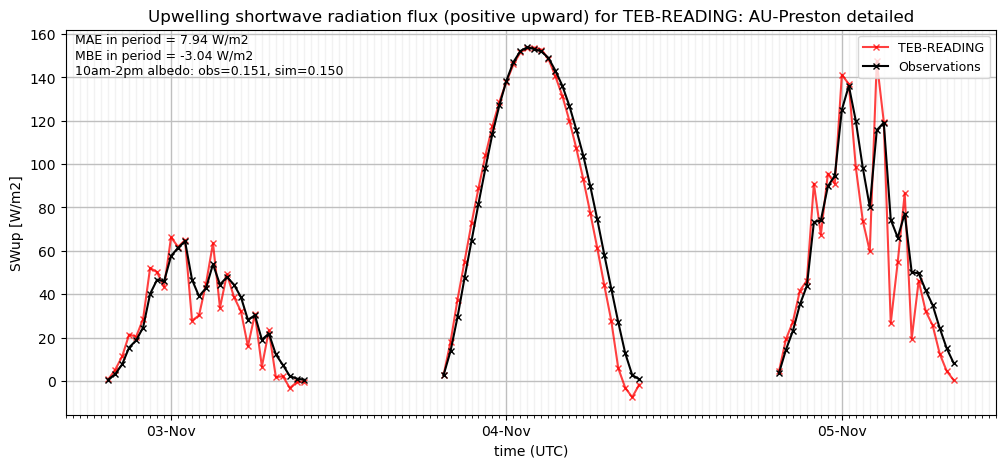 Upwelling shortwave radiation flux (positive upward) for TEB-READING: AU-Preston detailed
MAE in period = 7.94 W/m2
MBE in period = -3.04 W/m2
10am-2pm albedo: obs=0.151, sim=0.150
TEB-READING
Observations
SWup [W/m2]
160
140
120
100
80
60
40
20
0
03-Nov
04-Nov
05-Nov
time (UTC)